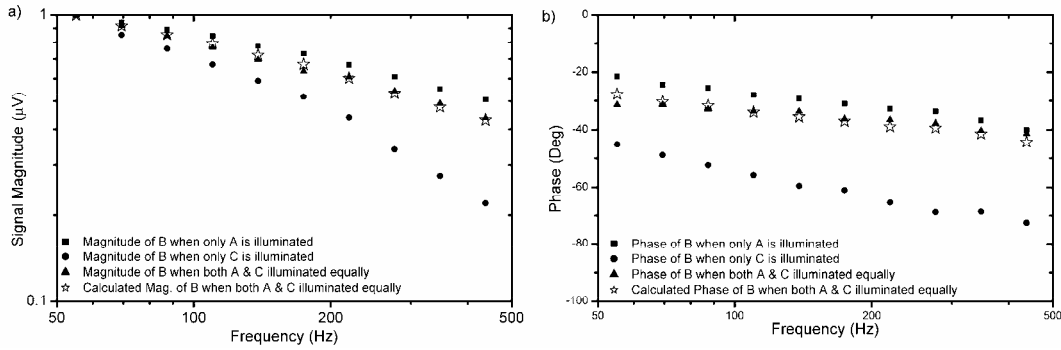 a)
1
0.1
Signal Magnitude (μV)
Magnitude of B when only A is illuminated
Magnitude of B when only C is illuminated
Magnitude of B when both A & C illuminated equally
Calculated Mag. of B when both A & C illuminated equally
50 100 200 500
Frequency (Hz)
b)
0
-20
-40
-60
-80
-100
Phase (Deg)
Phase of B when only A is illuminated
Phase of B when only C is illuminated
Phase of B when both A & C illuminated equally
Calculated Phase of B when both A & C illuminated equally
50 100 200 500
Frequency (Hz)